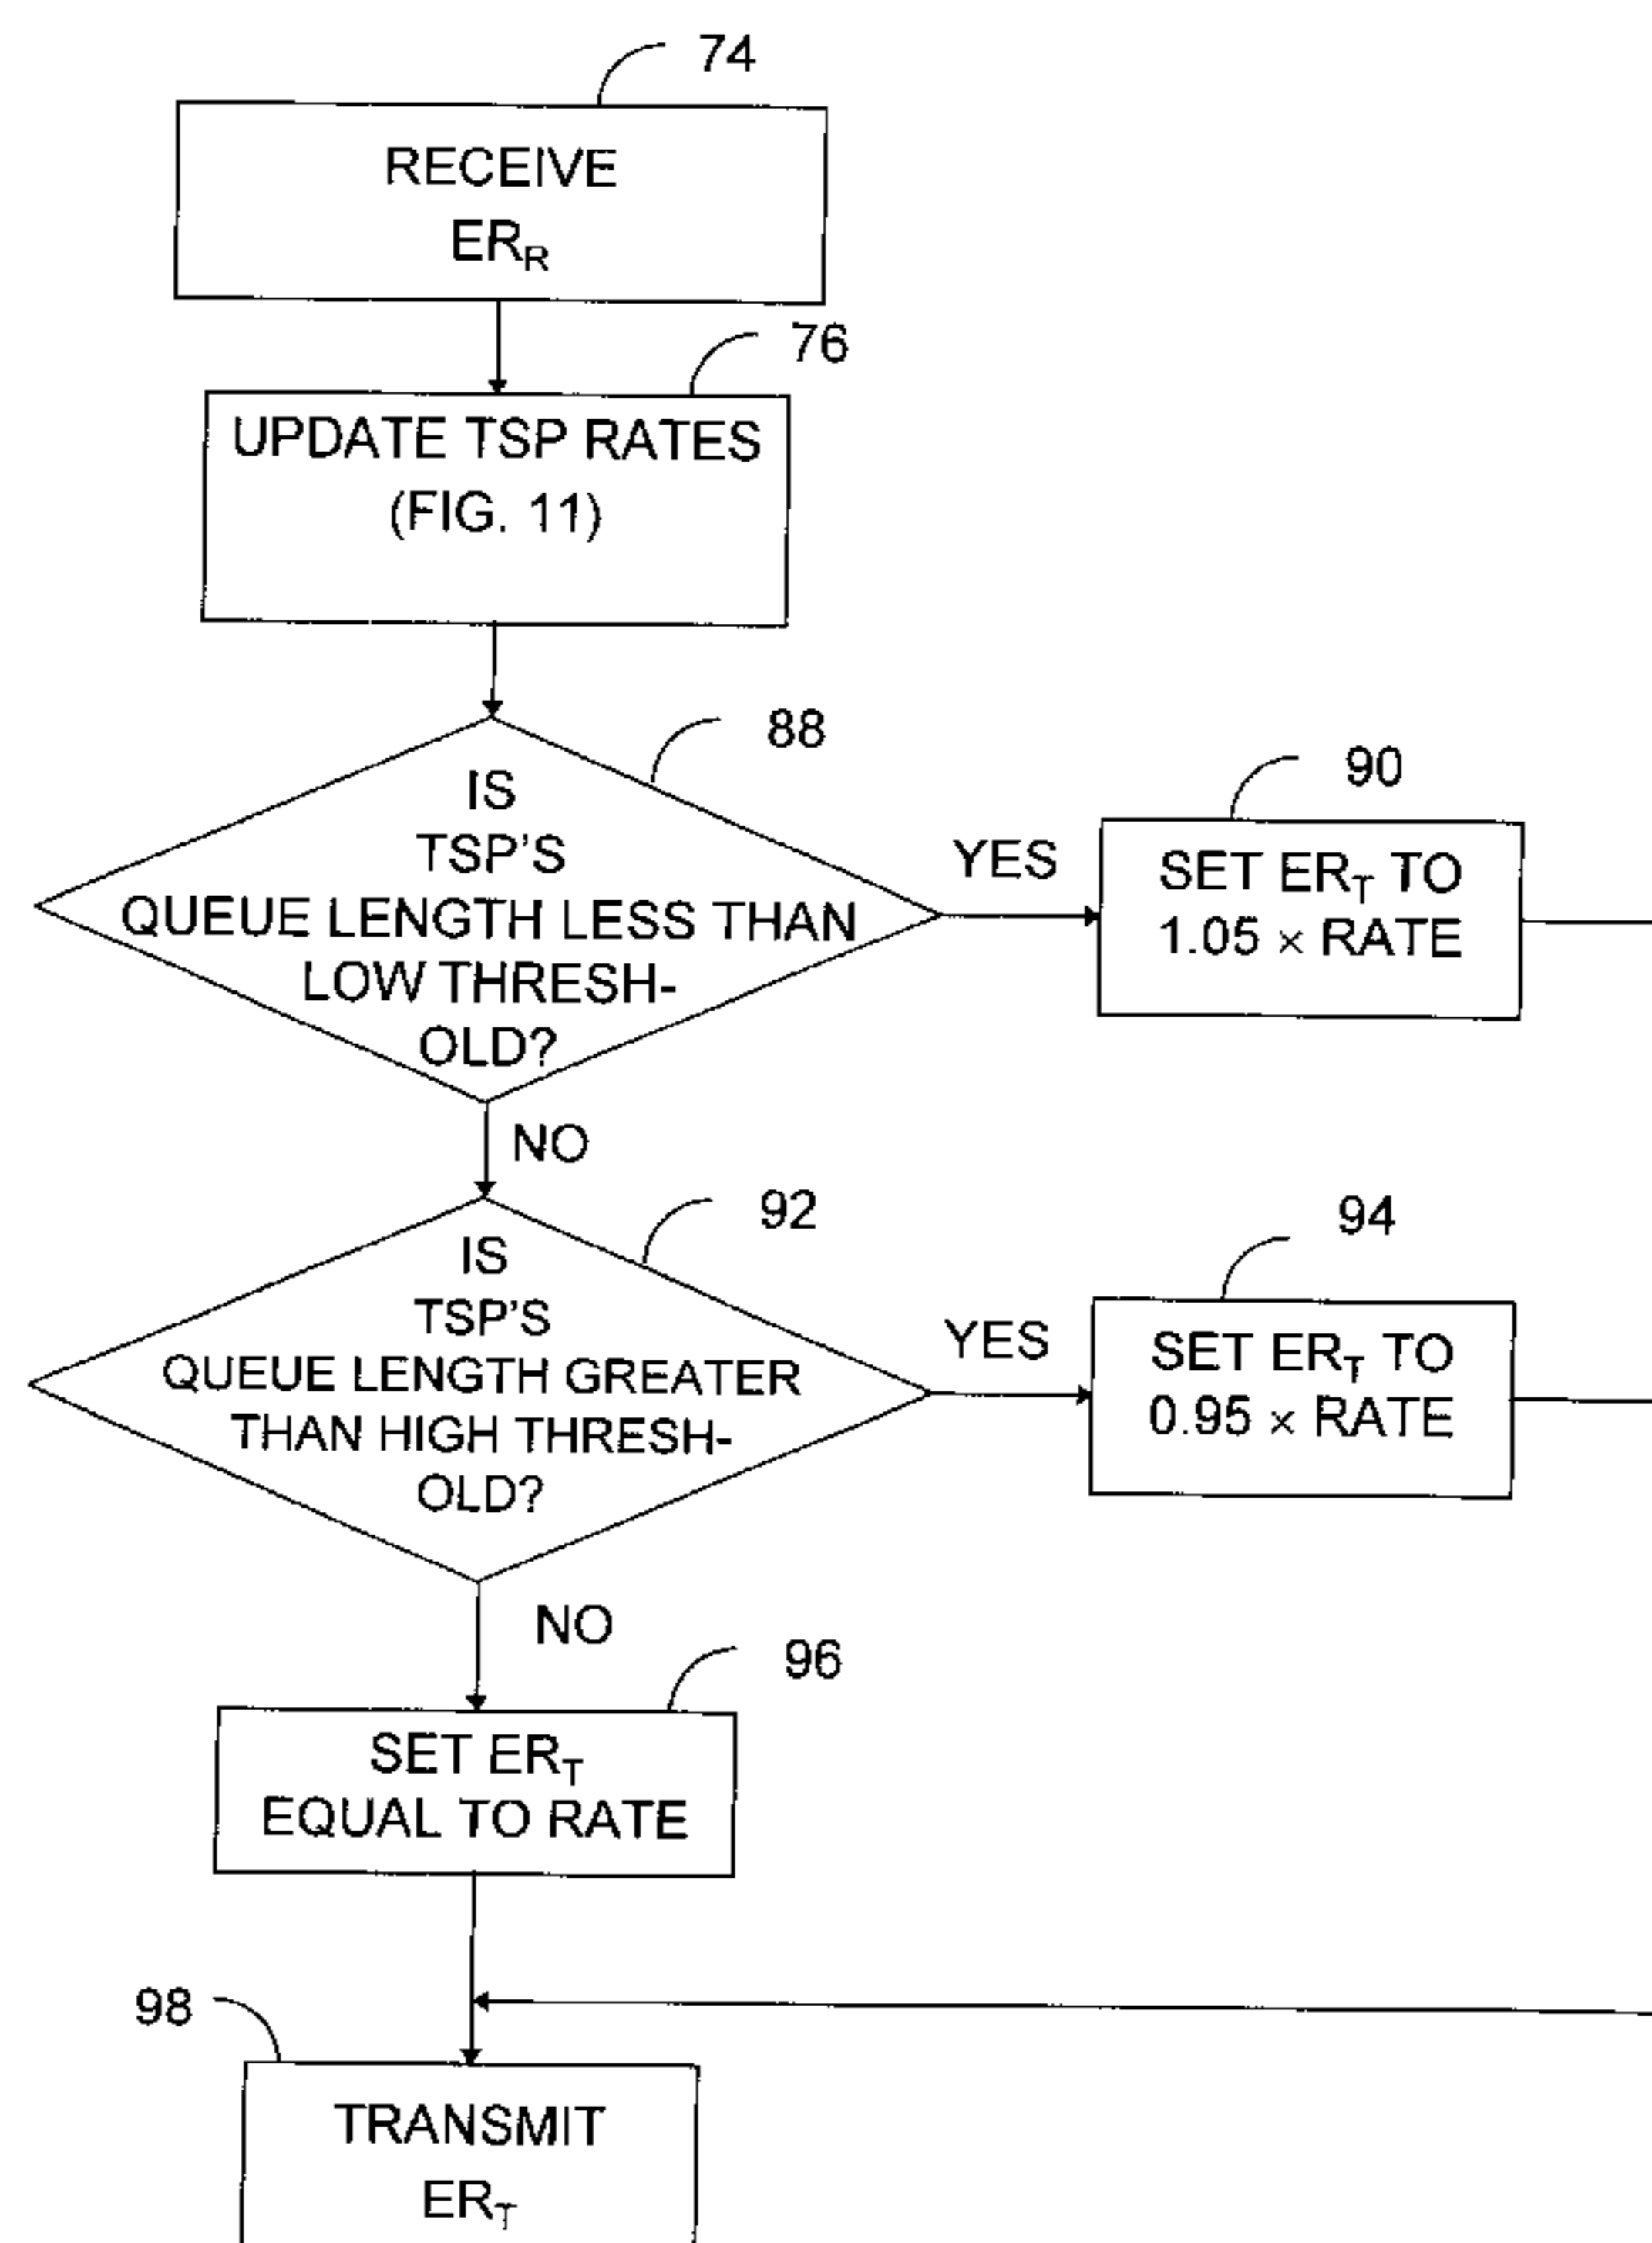 74
RECEIVE
ER_R
76
UPDATE TSP RATES
(FIG. 11)
88
IS
TSP'S
QUEUE LENGTH LESS THAN
LOW THRESH-
OLD?
YES
90
SET ER_T TO
1.05 × RATE
NO
92
IS
TSP'S
QUEUE LENGTH GREATER
THAN HIGH THRESH-
OLD?
YES
94
SET ER_T TO
0.95 × RATE
NO
96
SET ER_T
EQUAL TO RATE
98
TRANSMIT
ER_T